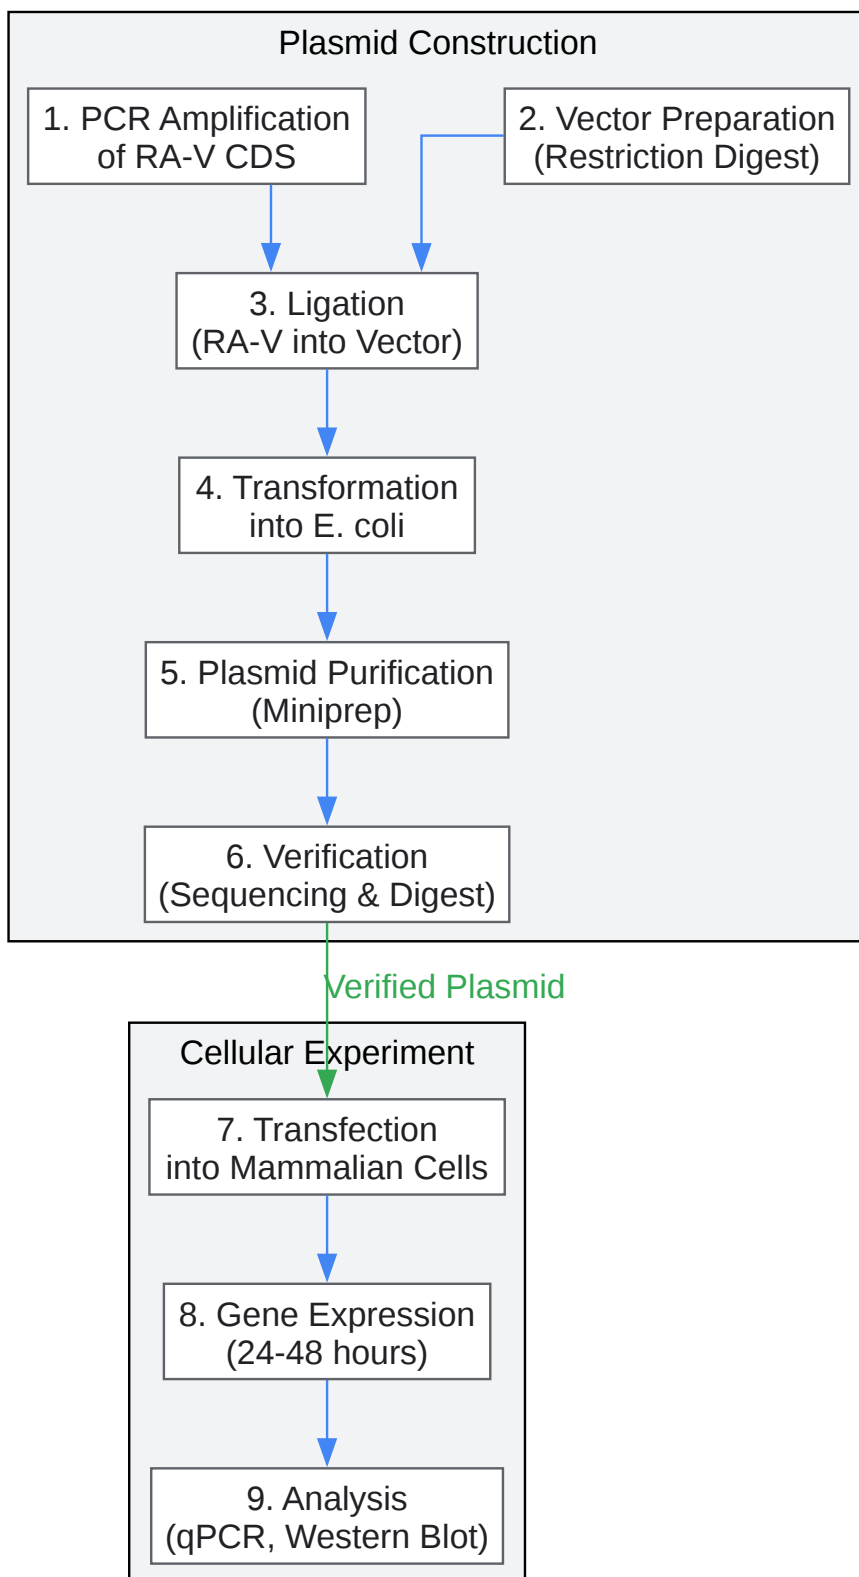 Plasmid Construction
1. PCR Amplification
of RA-V CDS
2. Vector Preparation
(Restriction Digest)
3. Ligation
(RA-V into Vector)
4. Transformation
into E. coli
5. Plasmid Purification
(Miniprep)
6. Verification
(Sequencing & Digest)
Verified Plasmid
Cellular Experiment
7. Transfection
into Mammalian Cells
8. Gene Expression
(24-48 hours)
9. Analysis
(qPCR, Western Blot)